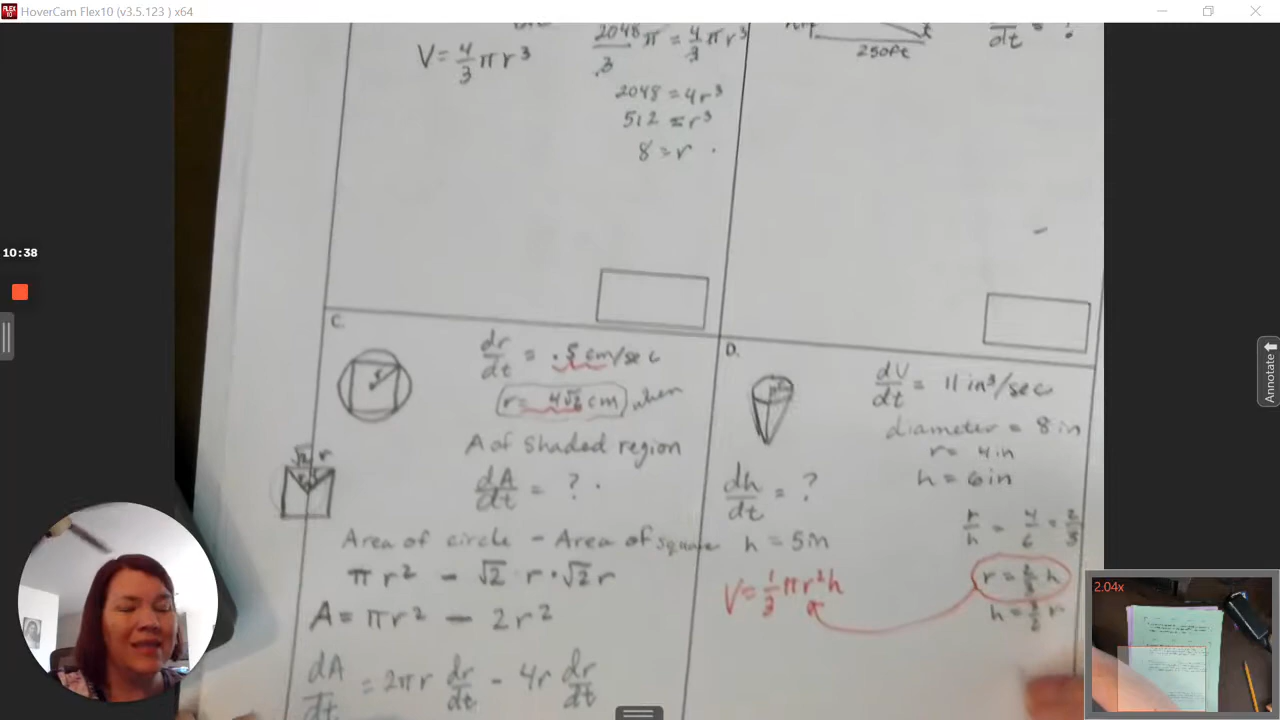 HoverCam Flex10 (v3.5.123) x64
10:38
V = 4/3 πr³
2048/3 π = 4/3 πr³
2048 = 4r³
512 = r³
8 = r
250ft
dt = ?
C.
r
dr/dt = .5 cm/sec
r = 4√2 cm when
A of shaded region
dA/dt = ?
√2 r
Area of circle - Area of square
πr² - √2 r · √2 r
A = πr² - 2r²
dA/dt = 2πr dr/dt - 4r dr/dt
D.
dV/dt = 11 in³/sec
diameter = 8 in
r = 4in
h = 6in
dh/dt = ?
h = 5in
r/h = 4/6 = 2/3
r = 2/3 h
h = 3/2 r
V = 1/3 πr²h
Annotate
2.04x